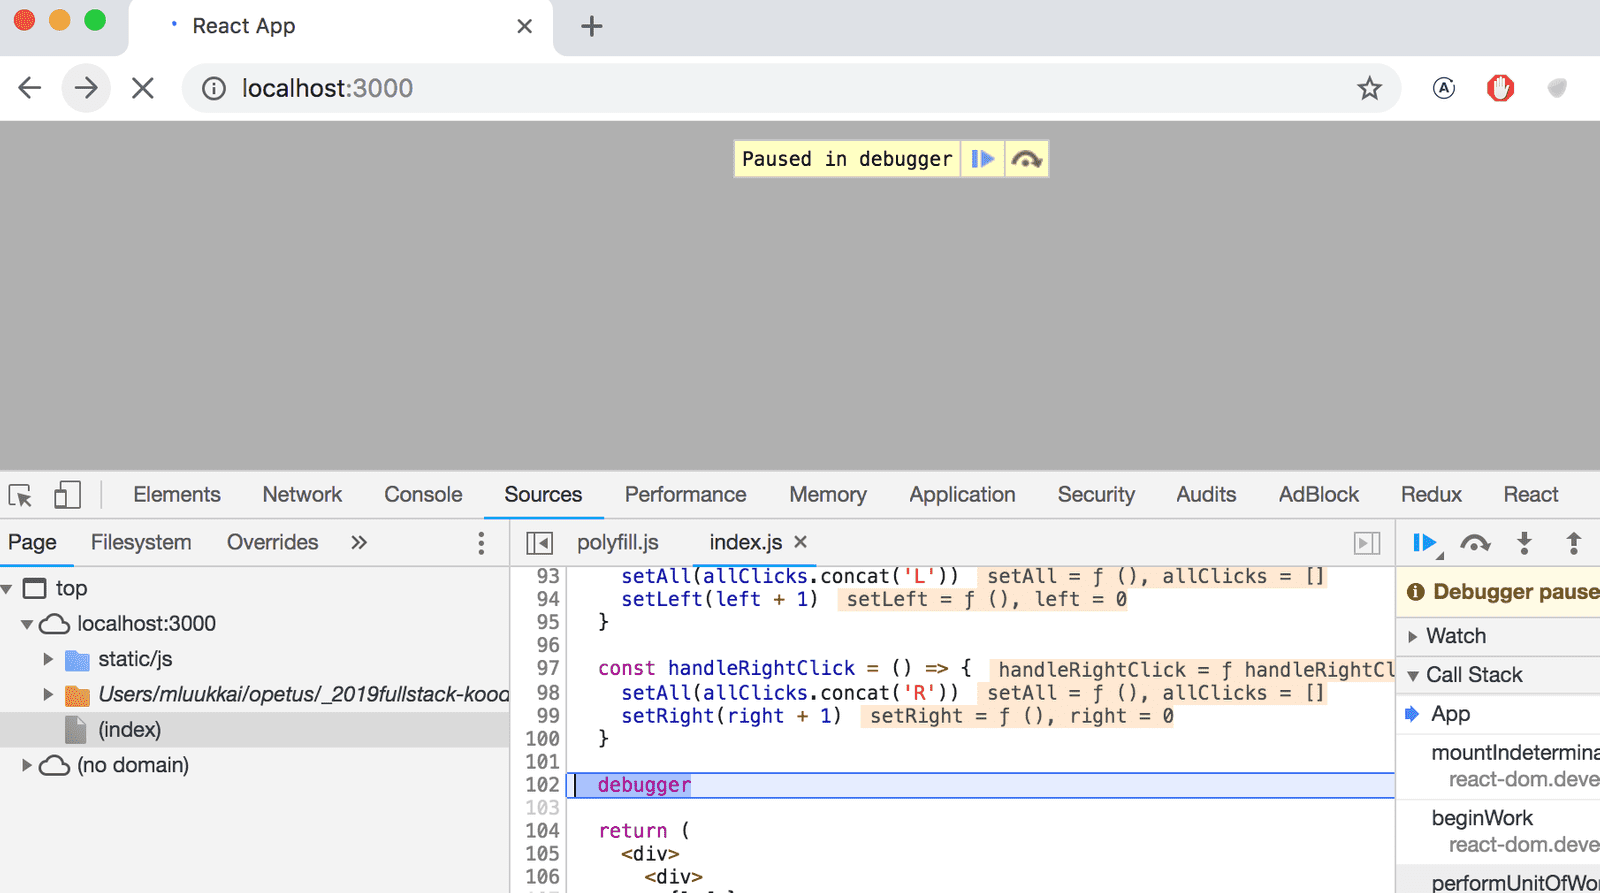 React App
localhost:3000
Paused in debugger
Elements Network Console Sources Performance Memory Application Security Audits AdBlock Redux React
Page Filesystem Overrides »
top
localhost:3000
static/js
Users/mluukkai/opetus/_2019fullstack-kood
(index)
(no domain)
polyfill.js index.js
93 setAll(allClicks.concat('L')) setAll = ƒ (), allClicks = []
94 setLeft(left + 1) setLeft = ƒ (), left = 0
95 }
96
97 const handleRightClick = () => { handleRightClick = ƒ handleRightCl
98 setAll(allClicks.concat('R')) setAll = ƒ (), allClicks = []
99 setRight(right + 1) setRight = ƒ (), right = 0
100 }
101
102 debugger
103
104 return (
105 <div>
106 <div>
Debugger pause
Watch
Call Stack
App
mountIndetermina
react-dom.deve
beginWork
react-dom.deve
performUnitOfWor